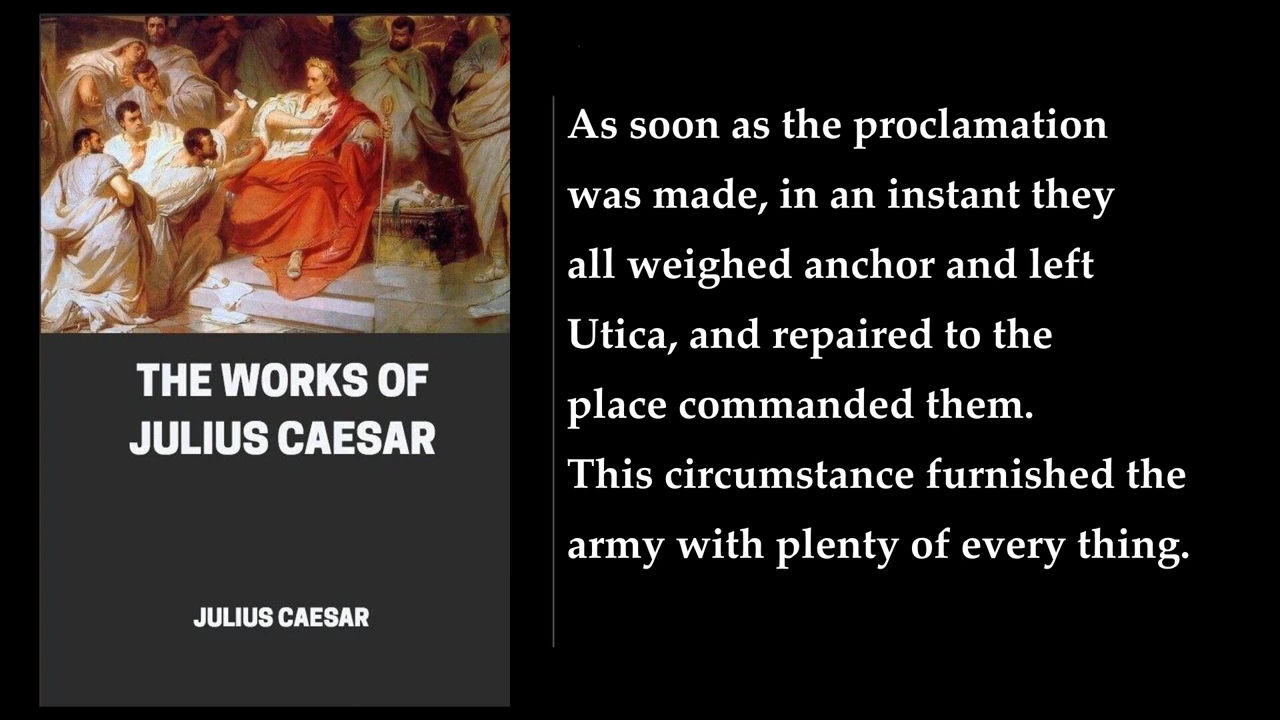 THE WORKS OF
JULIUS CAESAR
JULIUS CAESAR
As soon as the proclamation
was made, in an instant they
all weighed anchor and left
Utica, and repaired to the
place commanded them.
This circumstance furnished the
army with plenty of every thing.